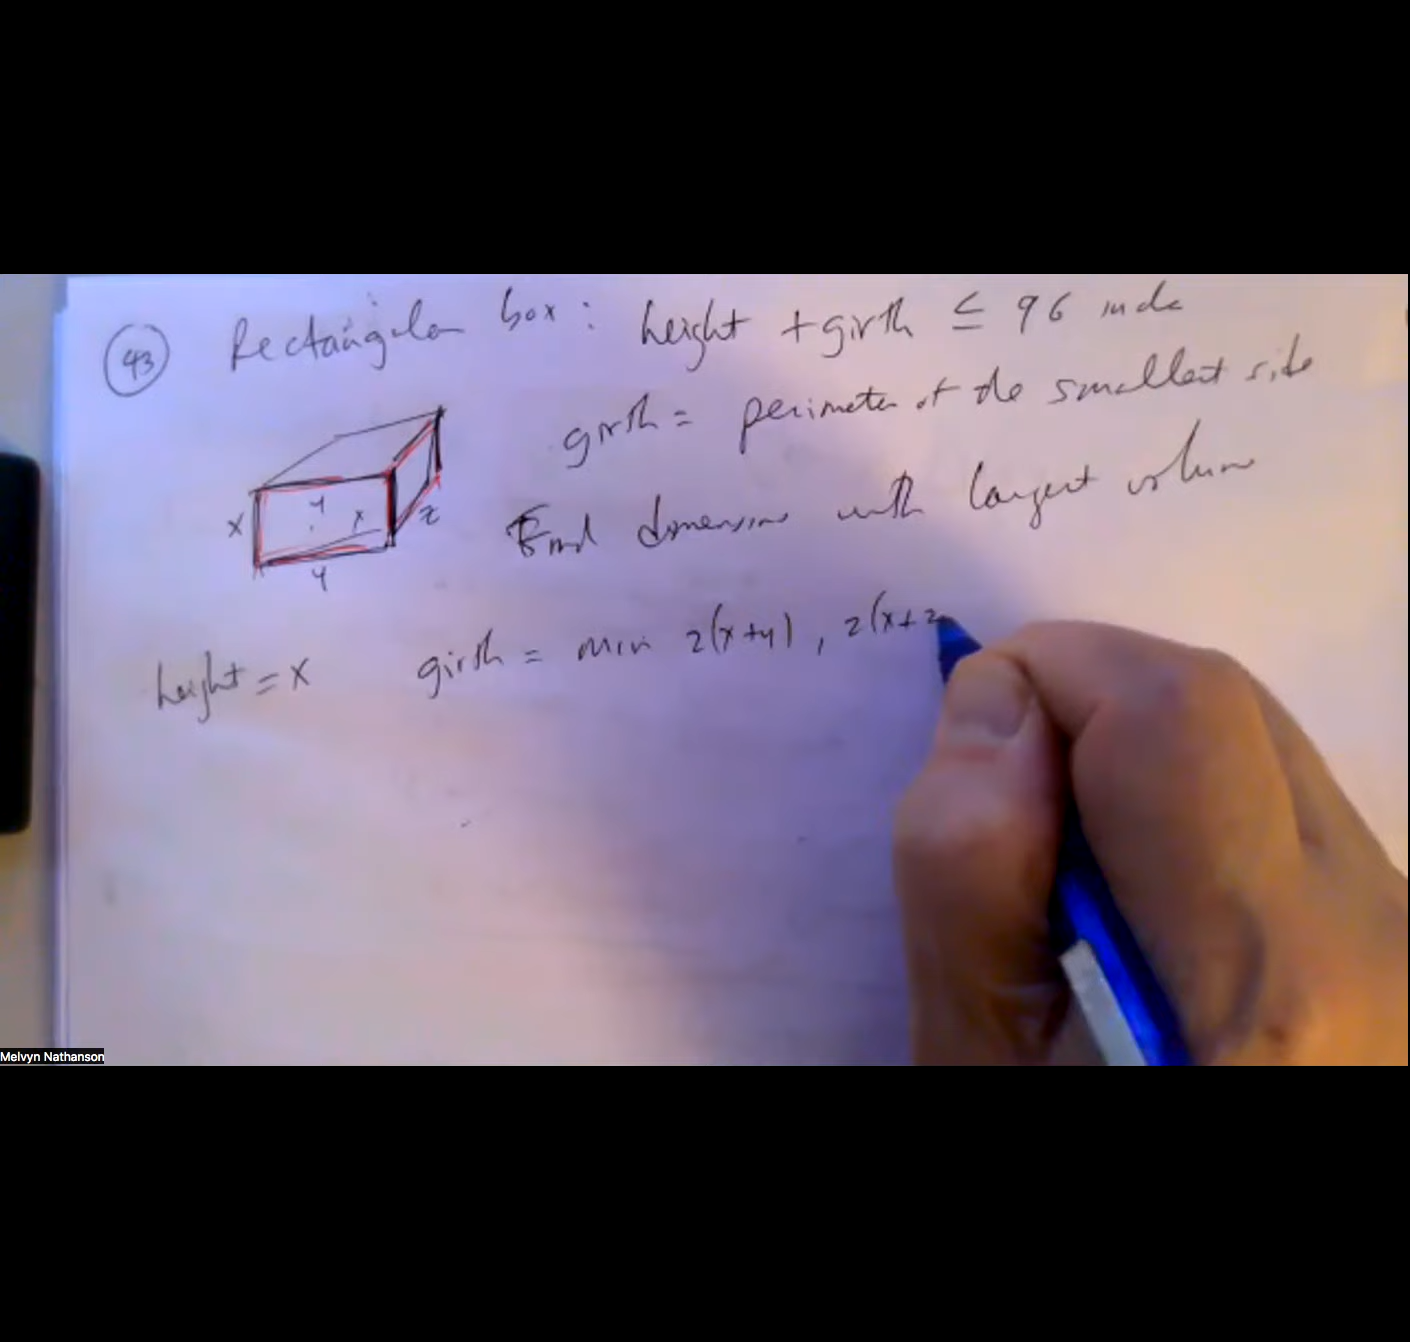 43 Rectangular box: height + girth ≤ 96 inche
girth = perimeter of the smallest side
x y x z
y
Find dimensions with largest volume
height = x girth = min 2(x+y), 2(x+z
Melvyn Nathanson